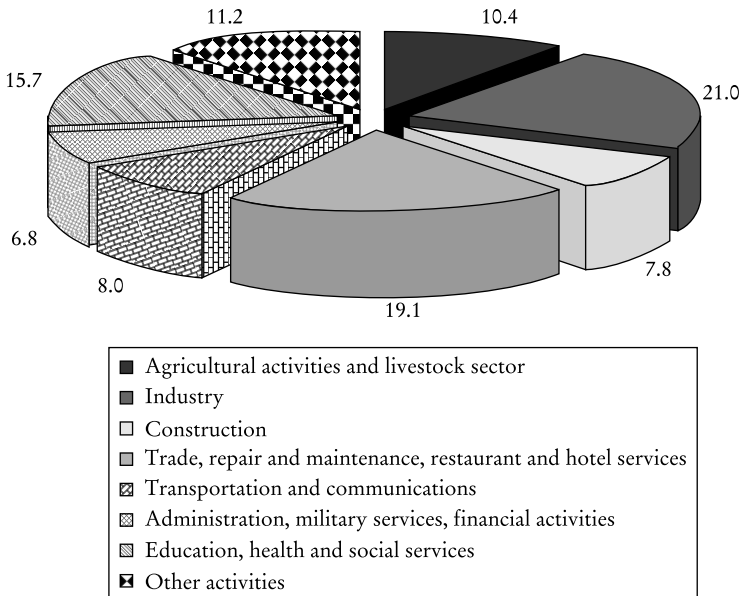 11.2
10.4
15.7
21.0
6.8
7.8
8.0
19.1
Agricultural activities and livestock sector
Industry
Construction
Trade, repair and maintenance, restaurant and hotel services
Transportation and communications
Administration, military services, financial activities
Education, health and social services
Other activities